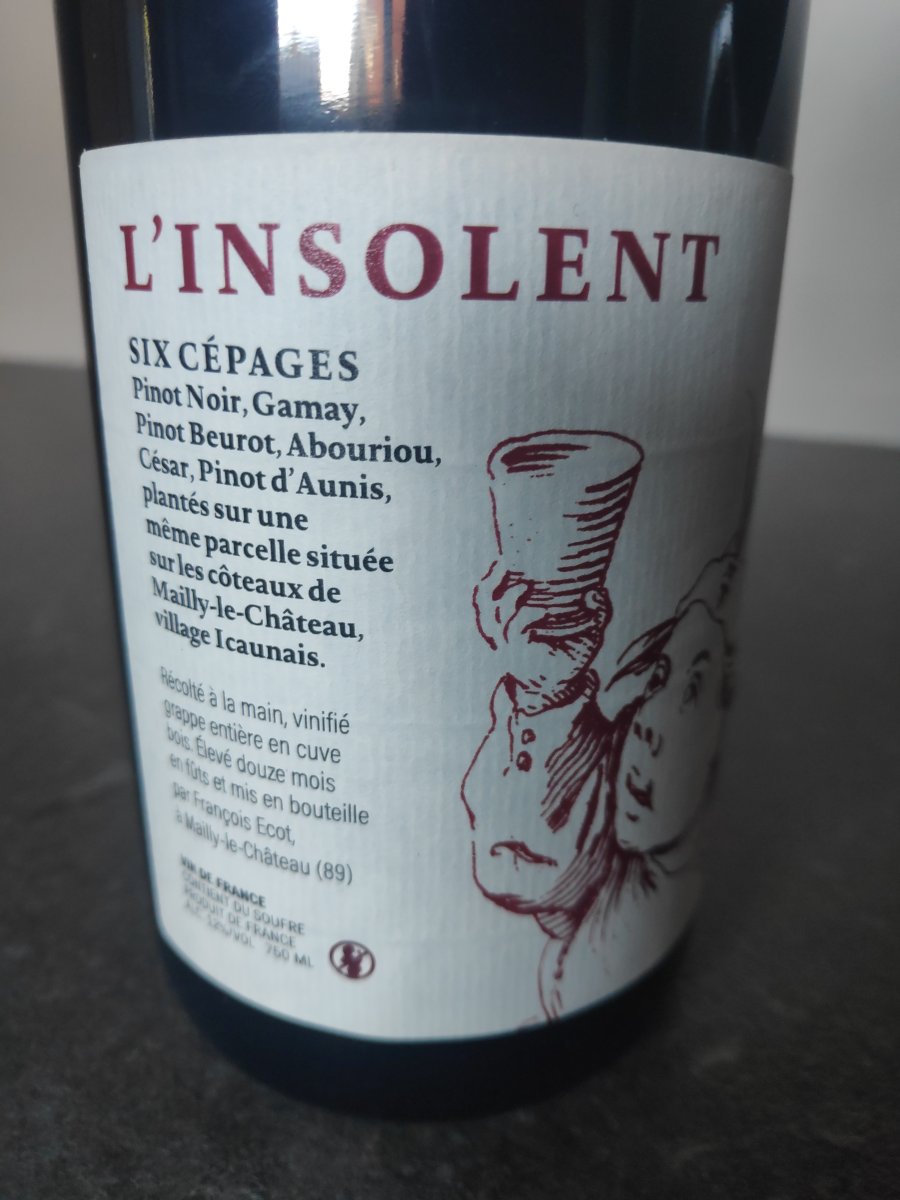 L'INSOLENT
SIX CÉPAGES
Pinot Noir, Gamay,
Pinot Beurot, Abouriou,
César, Pinot d'Aunis,
plantés sur une
même parcelle située
sur les côteaux de
Mailly-le-Château,
village Icaunais.
Récolté à la main, vinifié
grappe entière en cuve
bois. Élevé douze mois
en fûts et mis en bouteille
par François Ecot,
à Mailly-le-Château (89)
VIN DE FRANCE
CONTIENT DU SOUFRE
PRODUIT DE FRANCE
ALC. 12%/VOL 750 ML